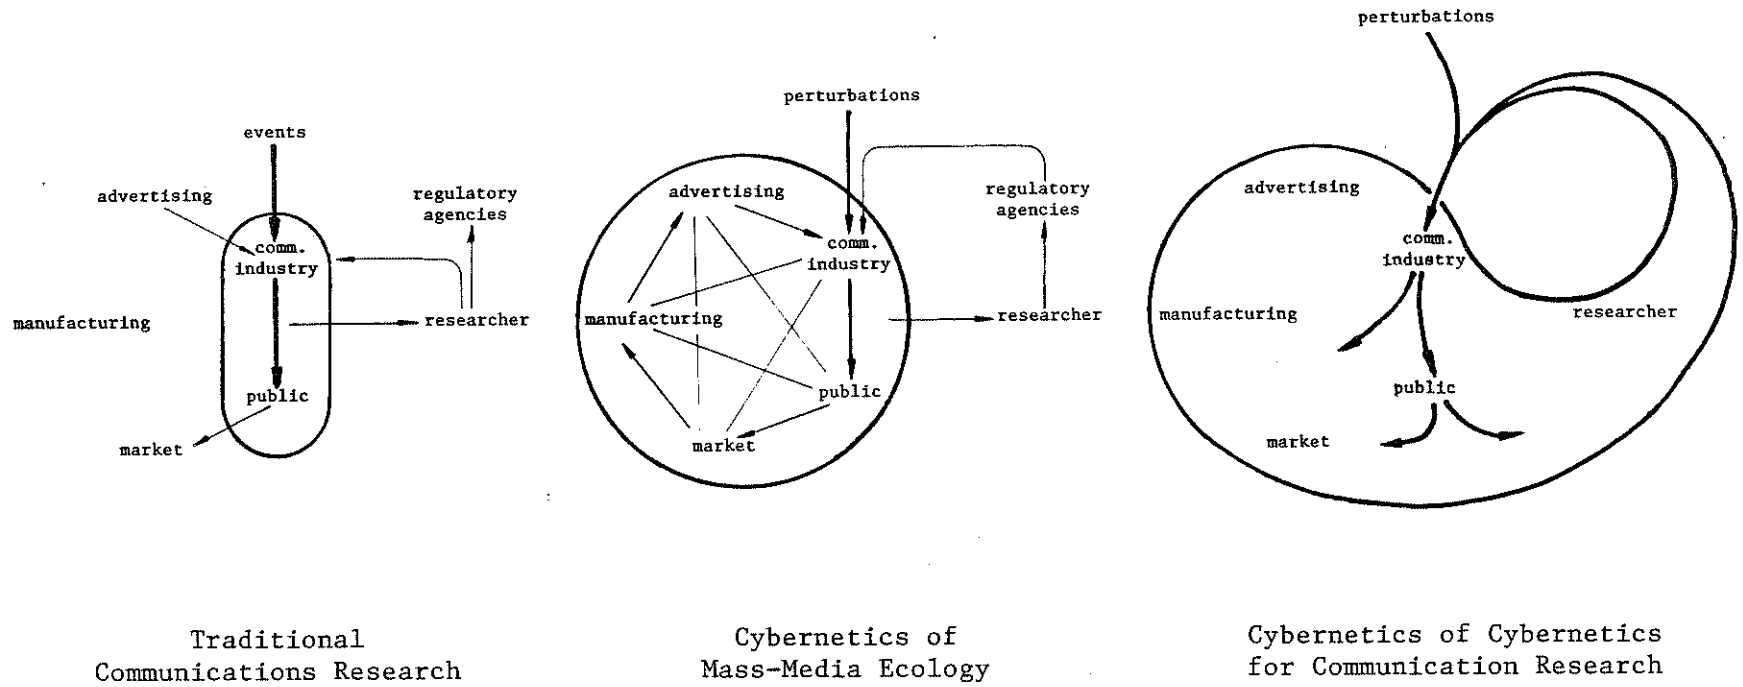 events
advertising
regulatory
agencies
comm.
industry
manufacturing
researcher
public
market
Traditional
Communications Research
perturbations
advertising
regulatory
agencies
comm.
industry
manufacturing
researcher
public
market
Cybernetics of
Mass-Media Ecology
perturbations
advertising
comm.
industry
manufacturing
researcher
public
market
Cybernetics of Cybernetics
for Communication Research